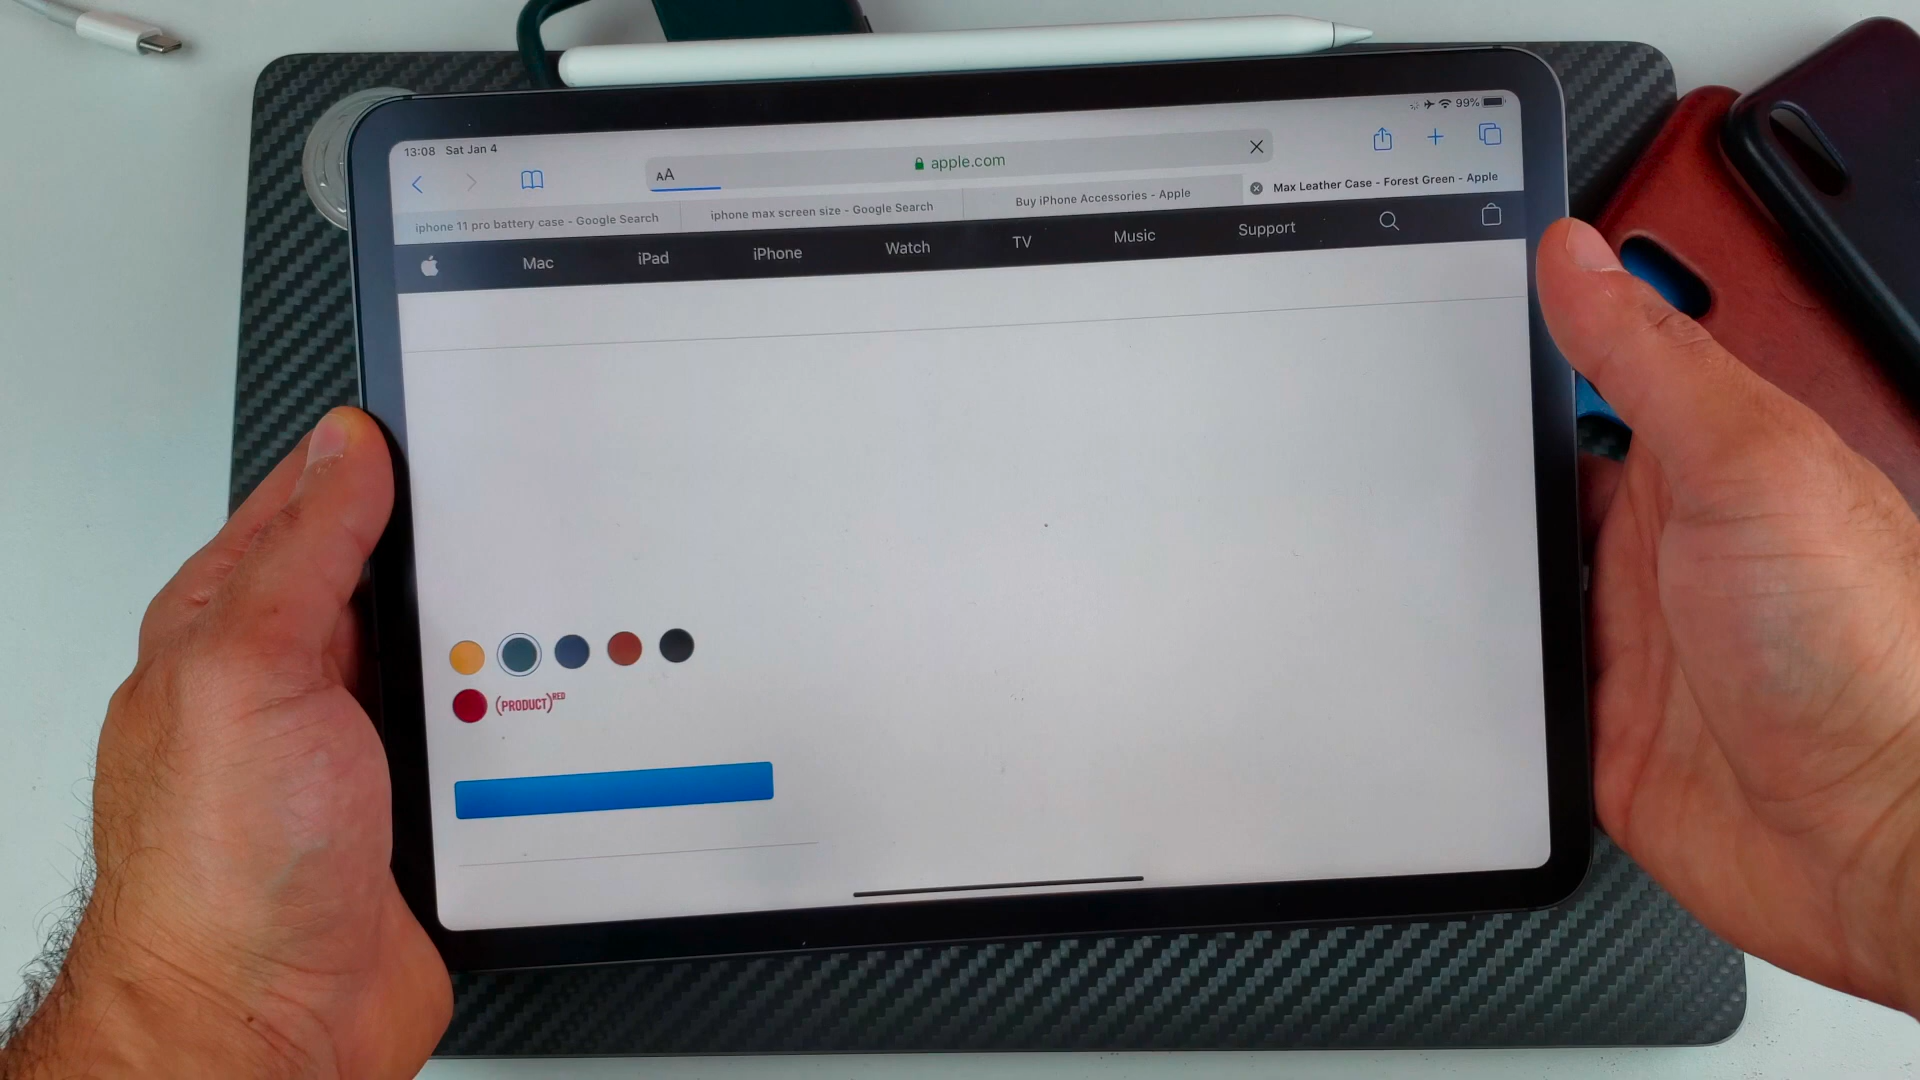 13:08 Sat Jan 4
99%
AA
apple.com
iphone 11 pro battery case - Google Search
iphone max screen size - Google Search
Buy iPhone Accessories - Apple
Max Leather Case - Forest Green - Apple
Mac
iPad
iPhone
Watch
TV
Music
Support
(PRODUCT)RED